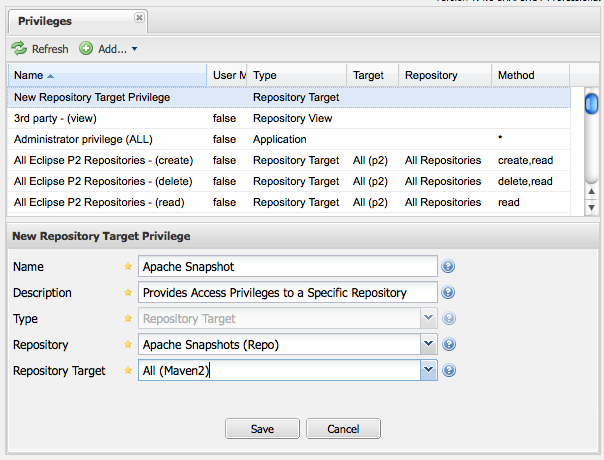 Privileges
Refresh Add...
Name User M Type Target Repository Method
New Repository Target Privilege Repository Target
3rd party - (view) false Repository View
Administrator privilege (ALL) false Application *
All Eclipse P2 Repositories - (create) false Repository Target All (p2) All Repositories create,read
All Eclipse P2 Repositories - (delete) false Repository Target All (p2) All Repositories delete,read
All Eclipse P2 Repositories - (read) false Repository Target All (p2) All Repositories read
New Repository Target Privilege
Name Apache Snapshot
Description Provides Access Privileges to a Specific Repository
Type Repository Target
Repository Apache Snapshots (Repo)
Repository Target All (Maven2)
Save Cancel